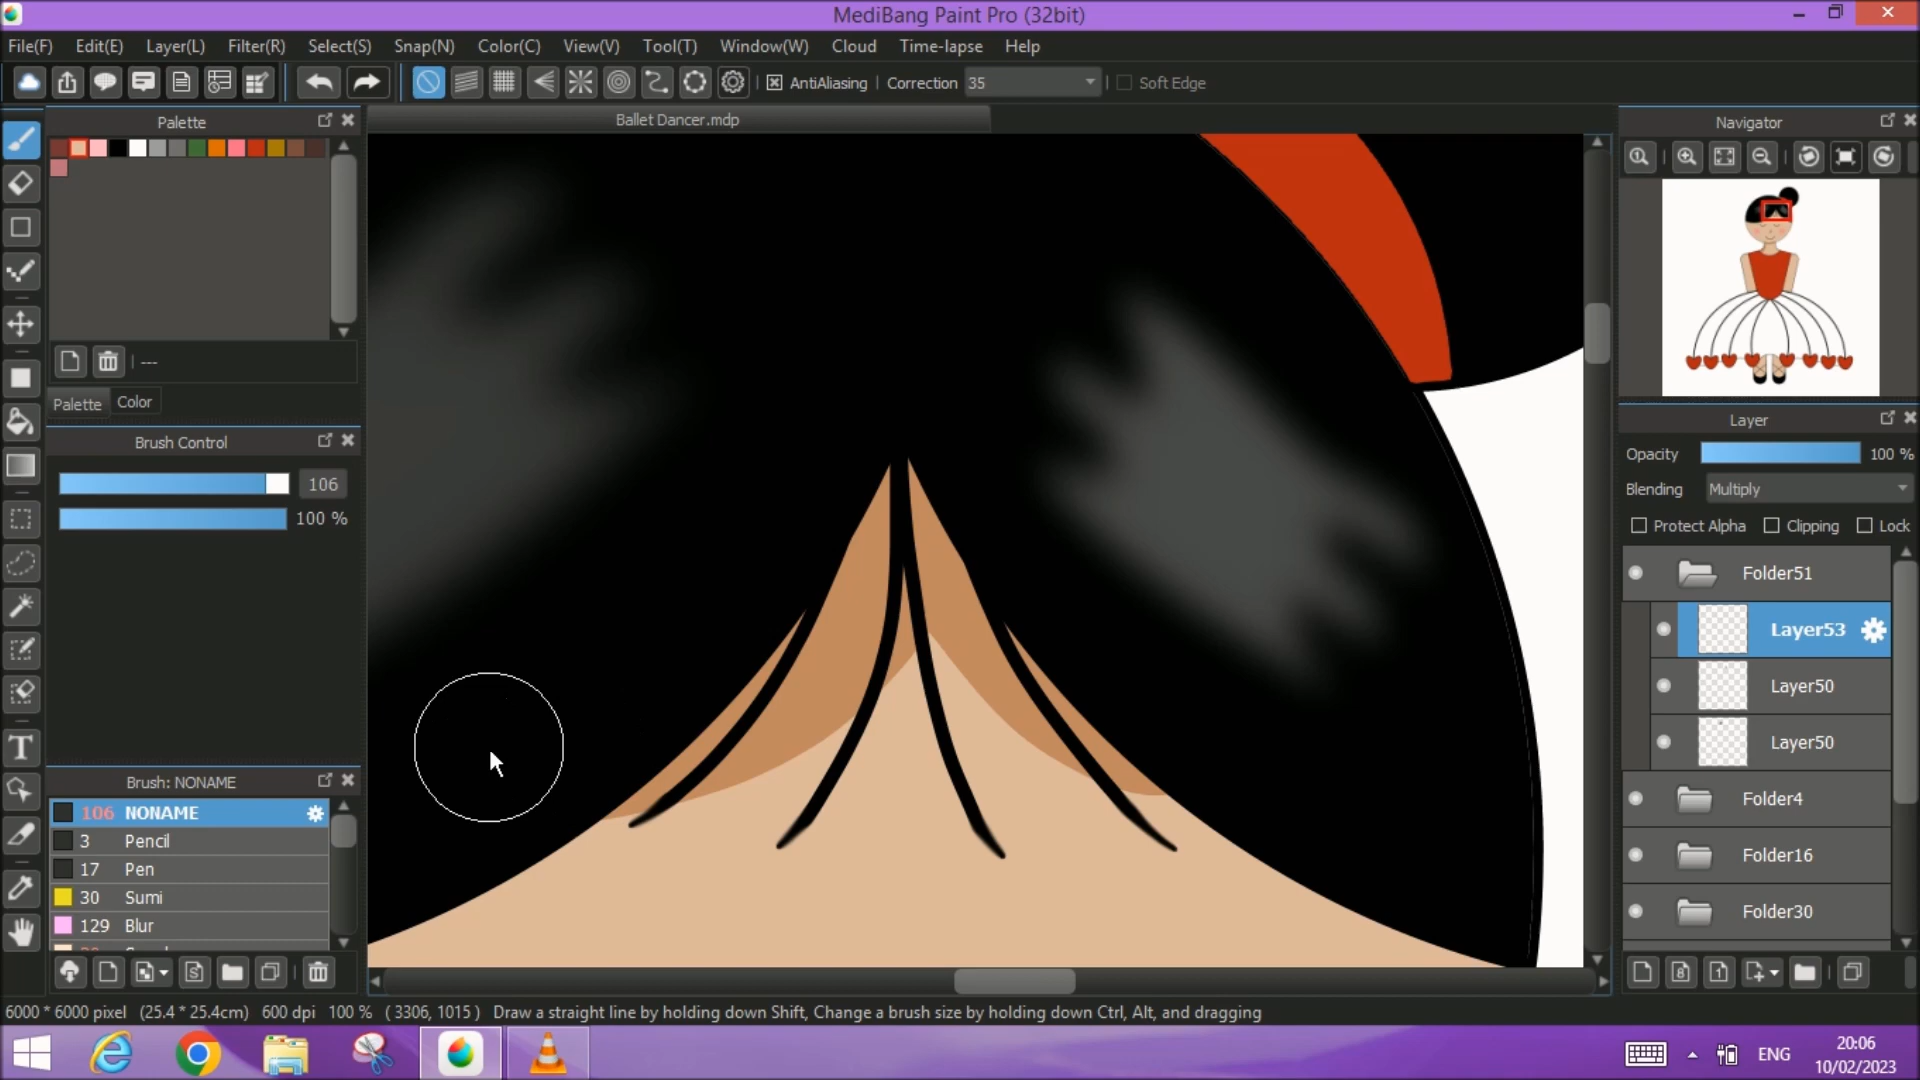 MediBang Paint Pro (32bit)
File(F) Edit(E) Layer(L) Filter(R) Select(S) Snap(N) Color(C) View(V) Tool(T) Window(W) Cloud Time-lapse Help
AntiAliasing Correction 35 Soft Edge
Palette
Ballet Dancer.mdp
Navigator
---
Palette Color
Brush Control
106
100 %
Layer
Opacity 100 %
Blending Multiply
Protect Alpha Clipping Lock
Folder51
Layer53
Layer50
Layer50
Folder4
Folder16
Folder30
Brush: NONAME
106 NONAME
3 Pencil
17 Pen
30 Sumi
129 Blur
6000 * 6000 pixel (25.4 * 25.4cm) 600 dpi 100 % ( 3306, 1015 ) Draw a straight line by holding down Shift, Change a brush size by holding down Ctrl, Alt, and dragging
ENG
20:06
10/02/2023